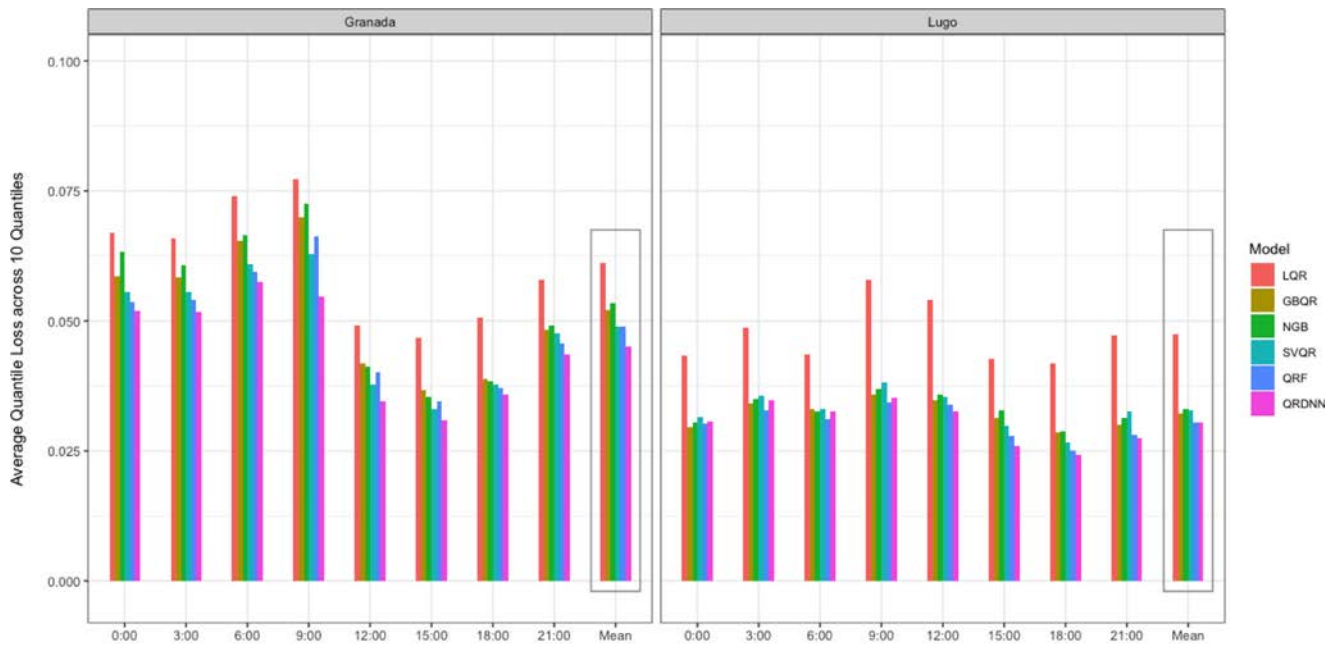 Granada
Lugo
Average Quantile Loss across 10 Quantiles
0.100
0.075
0.050
0.025
0.000
0:00 3:00 6:00 9:00 12:00 15:00 18:00 21:00 Mean
0:00 3:00 6:00 9:00 12:00 15:00 18:00 21:00 Mean
Model
LQR
GBQR
NGB
SVQR
QRF
QRDNN